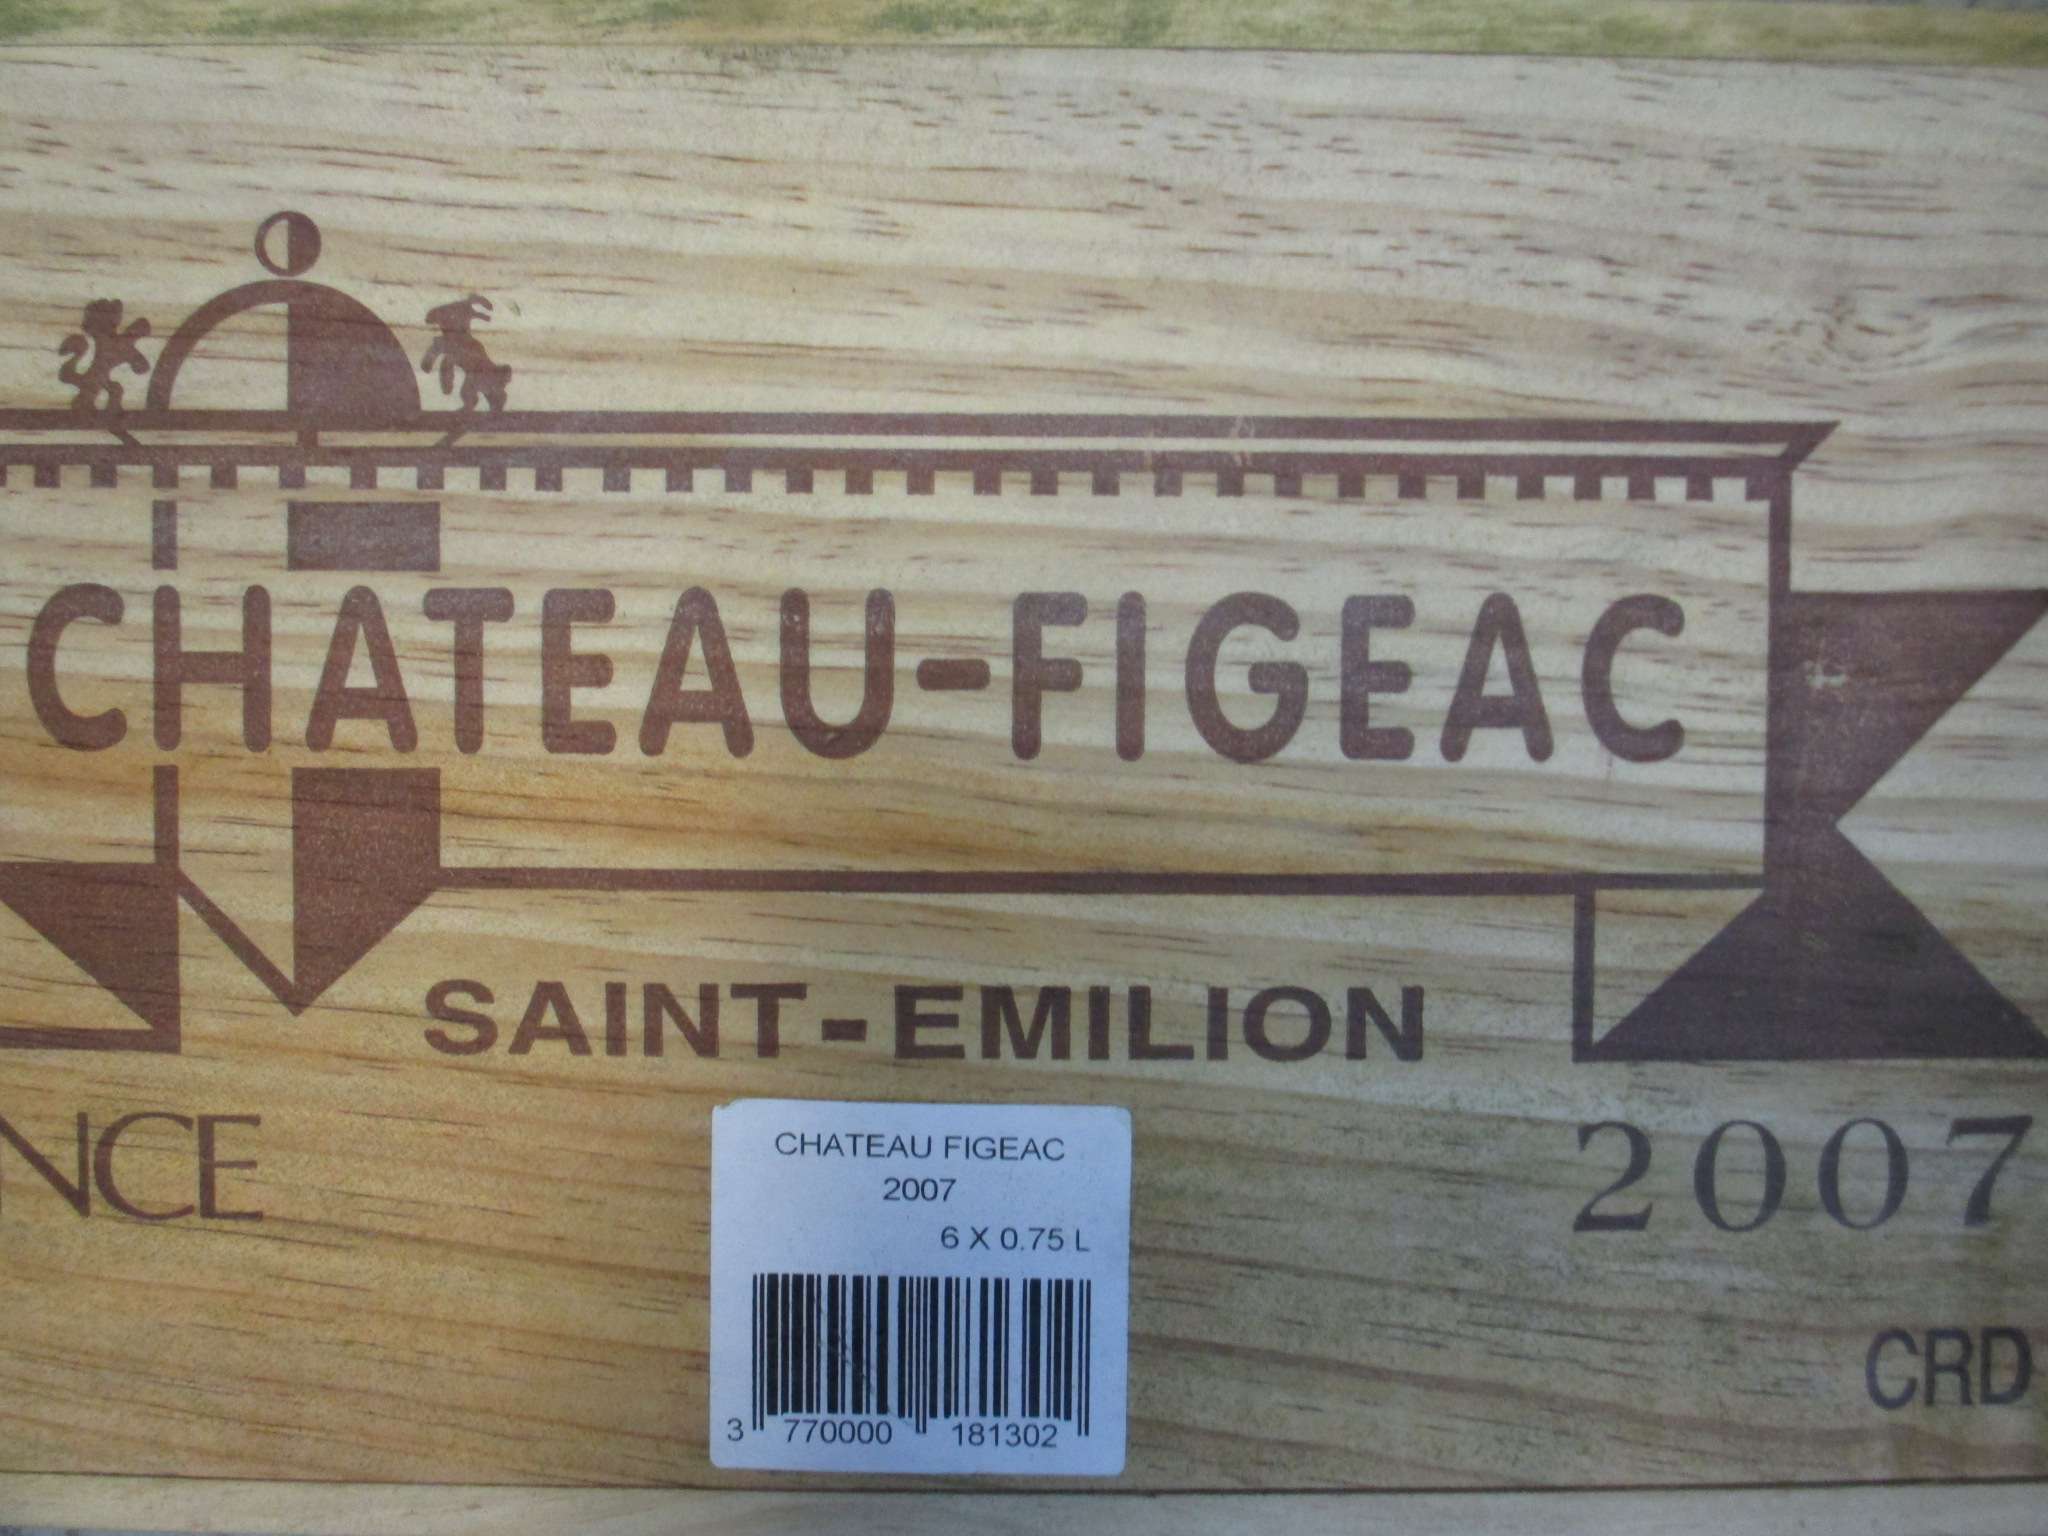 CHATEAU-FIGEAC
SAINT-EMILION
NCE
2007
CHATEAU FIGEAC
2007
6 X 0.75 L
3 770000 181302
CRD